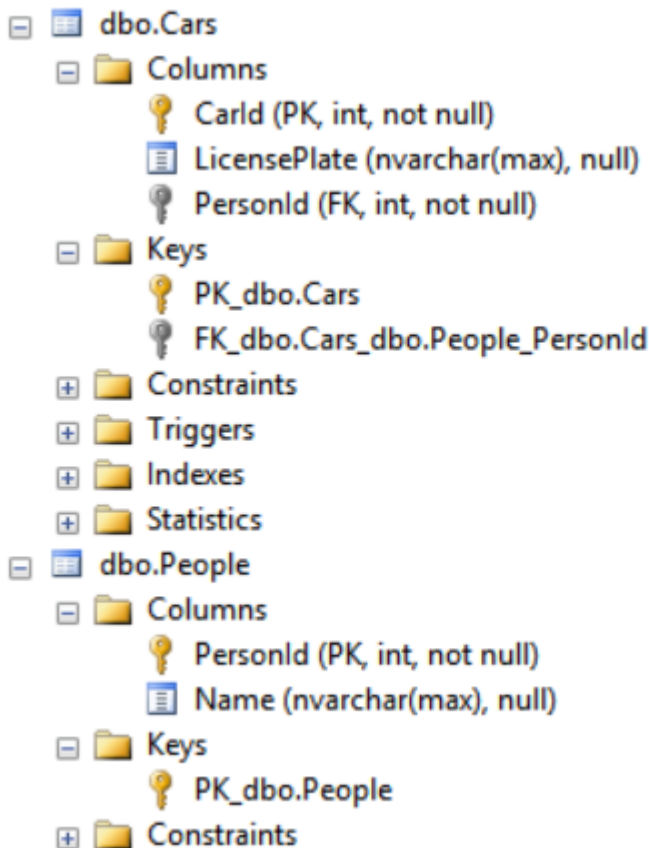 dbo.Cars
Columns
CarId (PK, int, not null)
LicensePlate (nvarchar(max), null)
PersonId (FK, int, not null)
Keys
PK_dbo.Cars
FK_dbo.Cars_dbo.People_PersonId
Constraints
Triggers
Indexes
Statistics
dbo.People
Columns
PersonId (PK, int, not null)
Name (nvarchar(max), null)
Keys
PK_dbo.People
Constraints